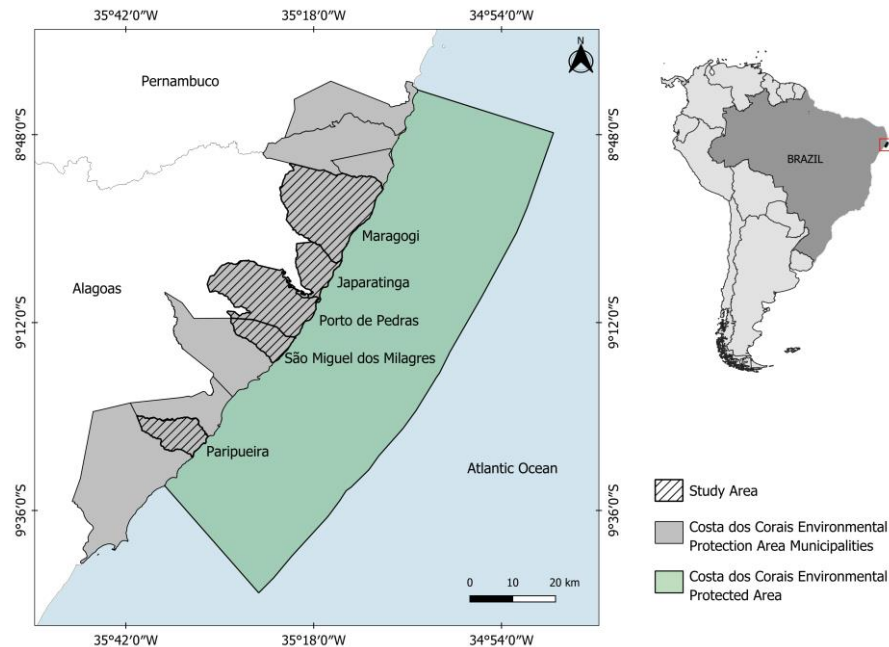 35°42′0″W 35°18′0″W 34°54′0″W
N
Pernambuco
8°48′0″S
8°48′0″S
BRAZIL
Maragogi
Japaratinga
Alagoas
9°12′0″S
Porto de Pedras
9°12′0″S
São Miguel dos Milagres
Paripueira
Atlantic Ocean
Study Area
9°36′0″S
9°36′0″S
Costa dos Corais Environmental
Protection Area Municipalities
Costa dos Corais Environmental
Protected Area
0 10 20 km
35°42′0″W 35°18′0″W 34°54′0″W